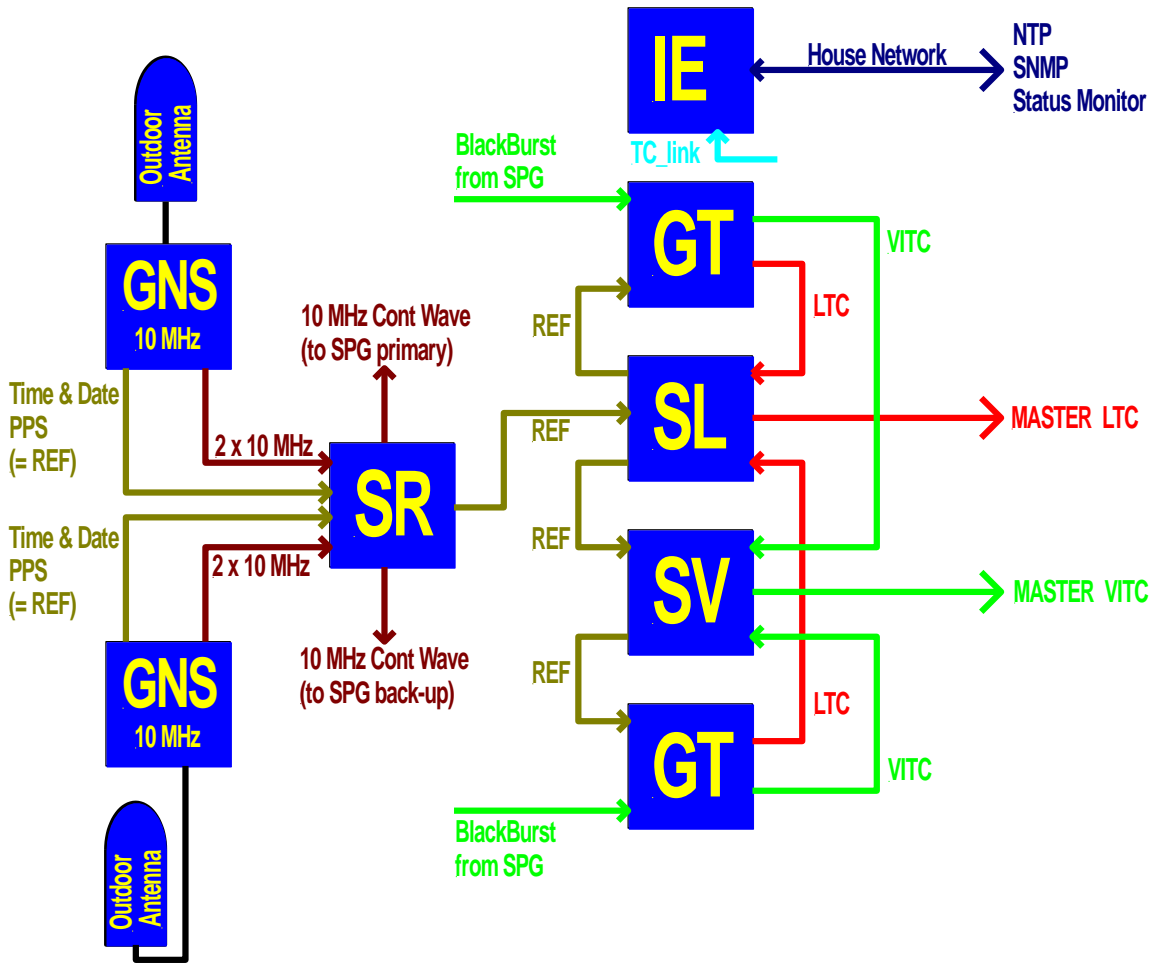 Outdoor
Antenna
GNS
10 MHz
Time & Date
PPS
(= REF)
2 x 10 MHz
Time & Date
PPS
(= REF)
2 x 10 MHz
GNS
10 MHz
Outdoor
Antenna
10 MHz Cont Wave
(to SPG primary)
SR
10 MHz Cont Wave
(to SPG back-up)
IE
House Network
NTP
SNMP
Status Monitor
TC_link
BlackBurst
from SPG
GT
VITC
LTC
REF
SL
REF
MASTER LTC
REF
SV
MASTER VITC
REF
GT
LTC
VITC
BlackBurst
from SPG